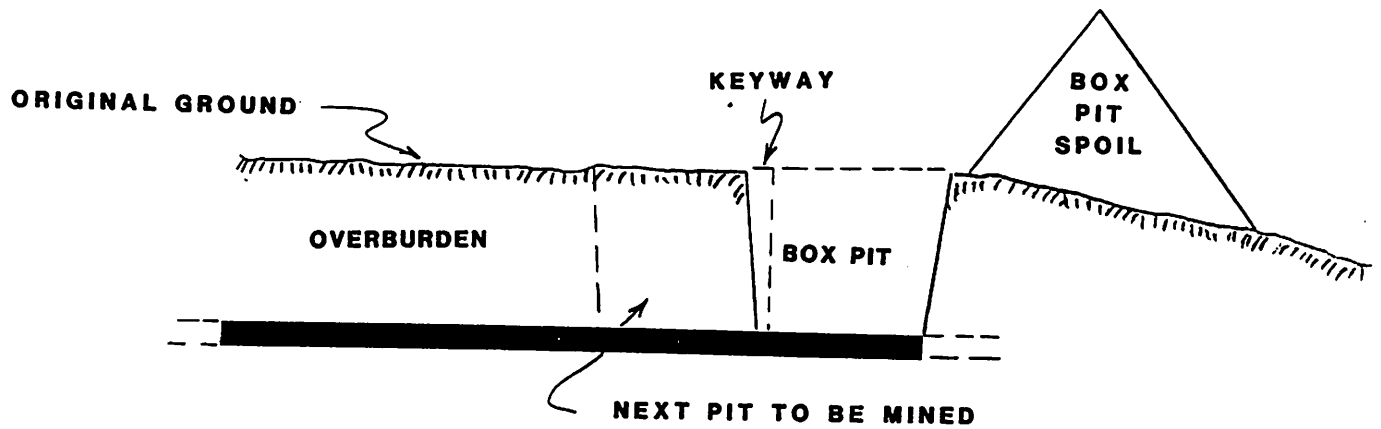 KEYWAY
BOX
PIT
SPOIL
ORIGINAL GROUND
OVERBURDEN
BOX PIT
NEXT PIT TO BE MINED